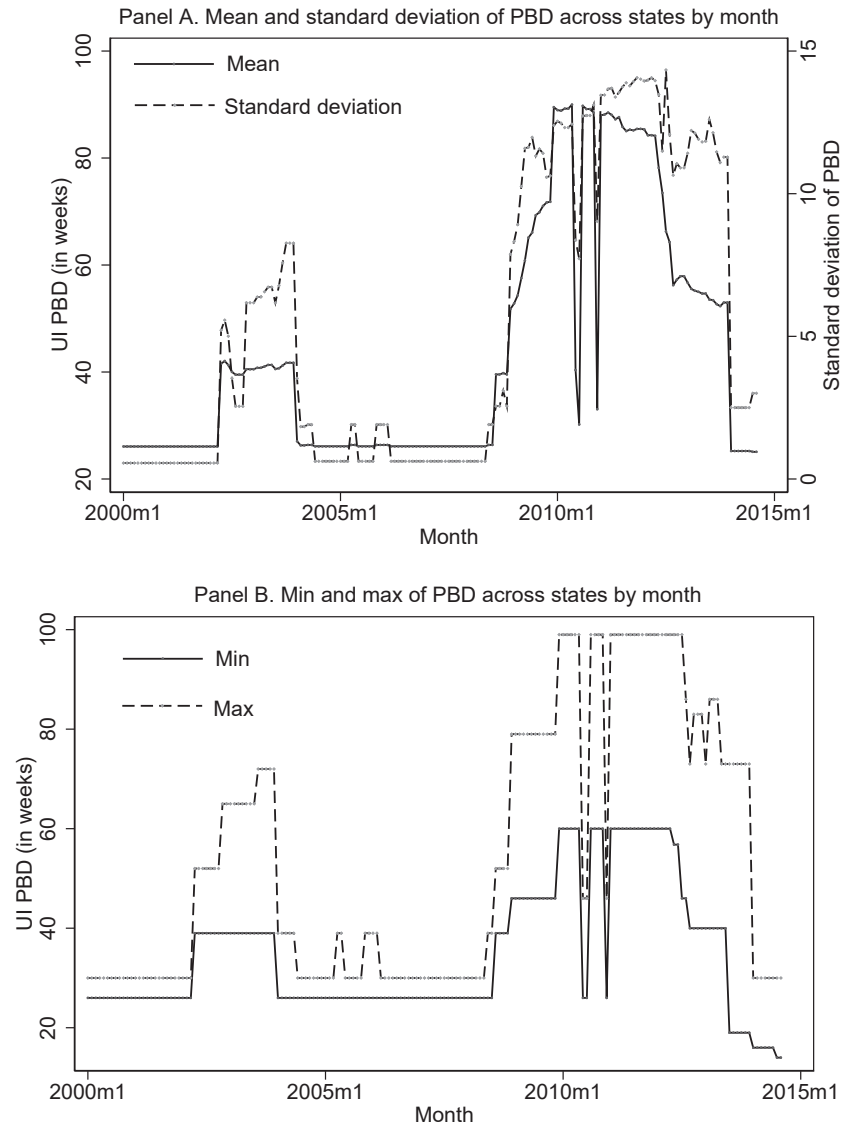 Panel A. Mean and standard deviation of PBD across states by month
100
80
60
40
20
UI PBD (in weeks)
Mean
Standard deviation
15
10
5
0
Standard deviation of PBD
2000m1 2005m1 2010m1 2015m1
Month
Panel B. Min and max of PBD across states by month
100
80
60
40
20
UI PBD (in weeks)
Min
Max
2000m1 2005m1 2010m1 2015m1
Month